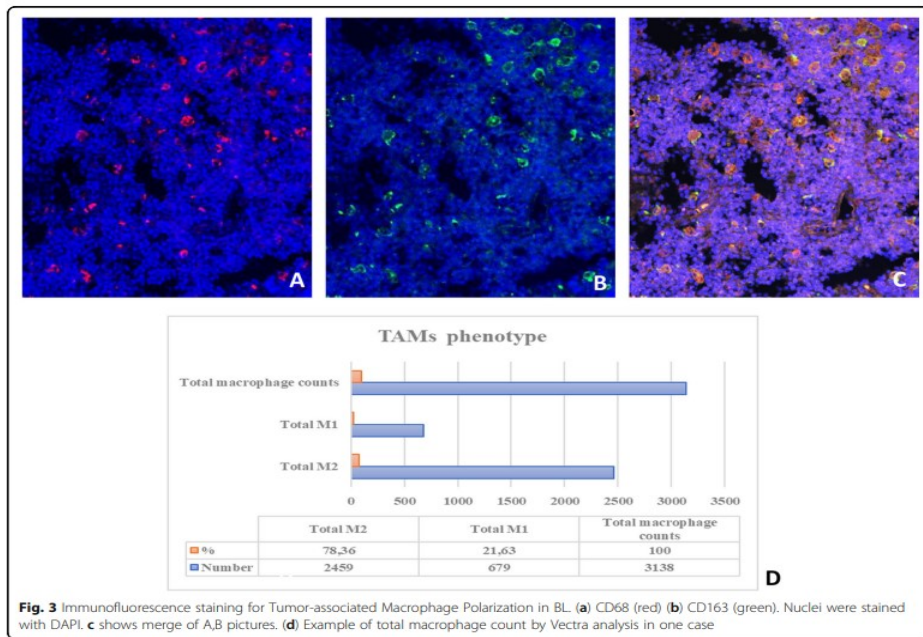 A
B
C
TAMs phenotype
Total macrophage counts
Total M1
Total M2
0 500 1000 1500 2000 2500 3000 3500
Total M2 Total M1 Total macrophage
counts
% 78,36 21,63 100
Number 2459 679 3138
D
Fig. 3 Immunofluorescence staining for Tumor-associated Macrophage Polarization in BL. (a) CD68 (red) (b) CD163 (green). Nuclei were stained
with DAPI. c shows merge of A,B pictures. (d) Example of total macrophage count by Vectra analysis in one case